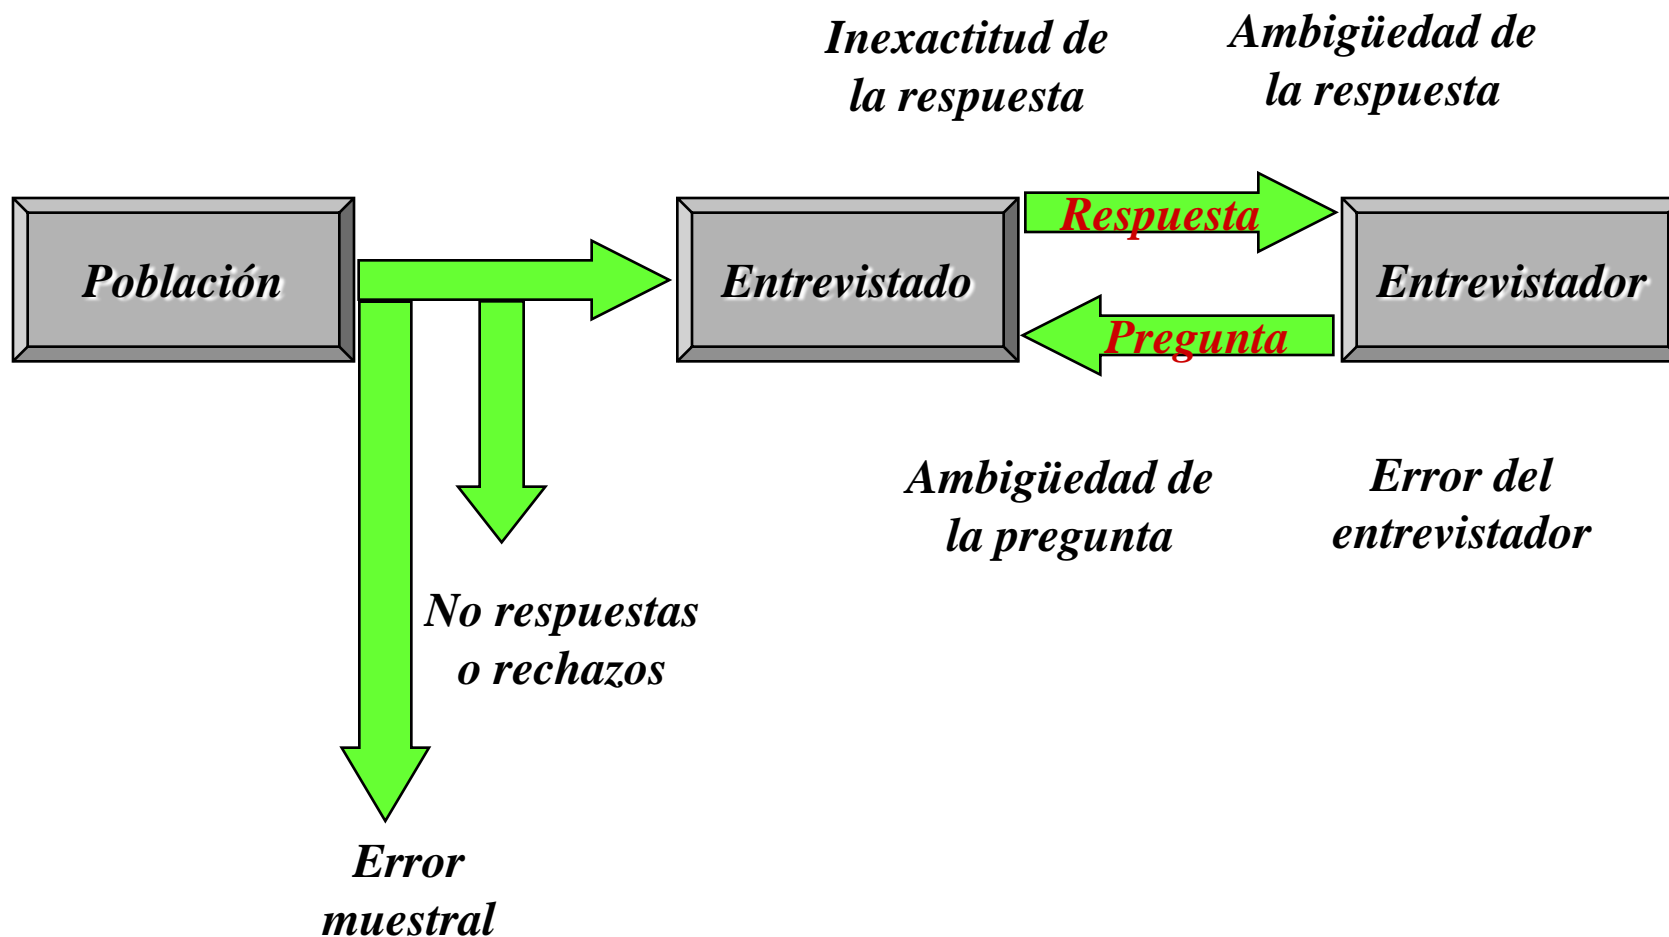 Inexactitud de
la respuesta
Ambigüedad de
la respuesta
Respuesta
Población
Entrevistado
Entrevistador
Pregunta
Ambigüedad de
la pregunta
Error del
entrevistador
No respuestas
o rechazos
Error
muestral